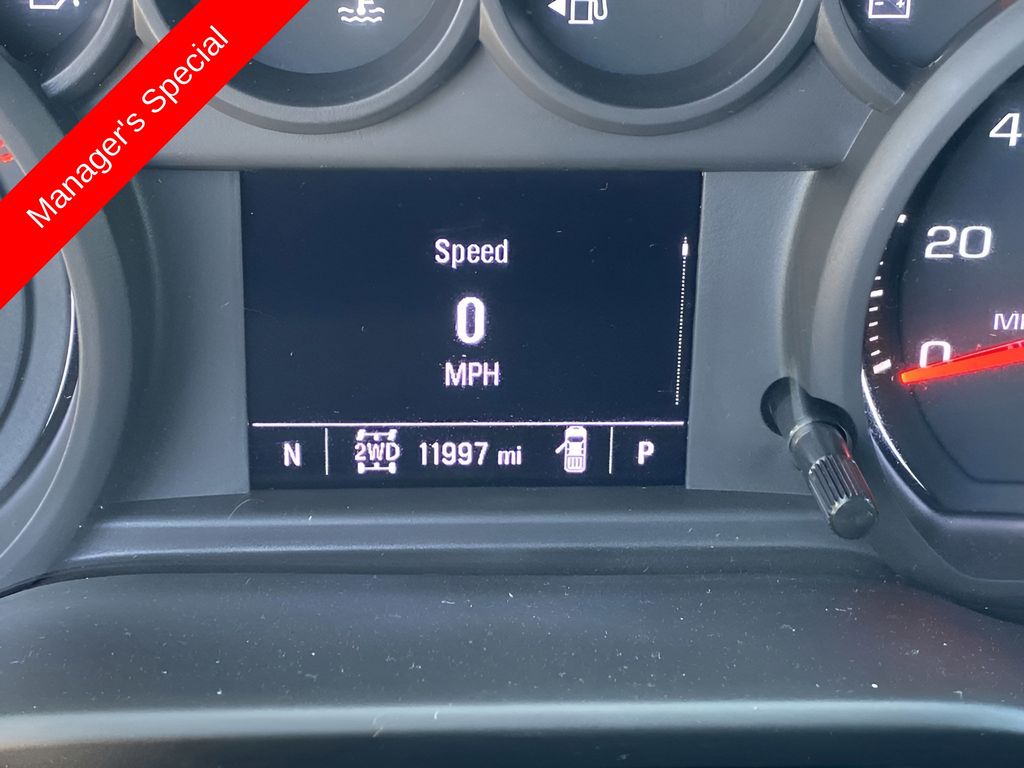 Manager's Special
Speed
0
MPH
N
2WD
11997 mi
P
4
20
0